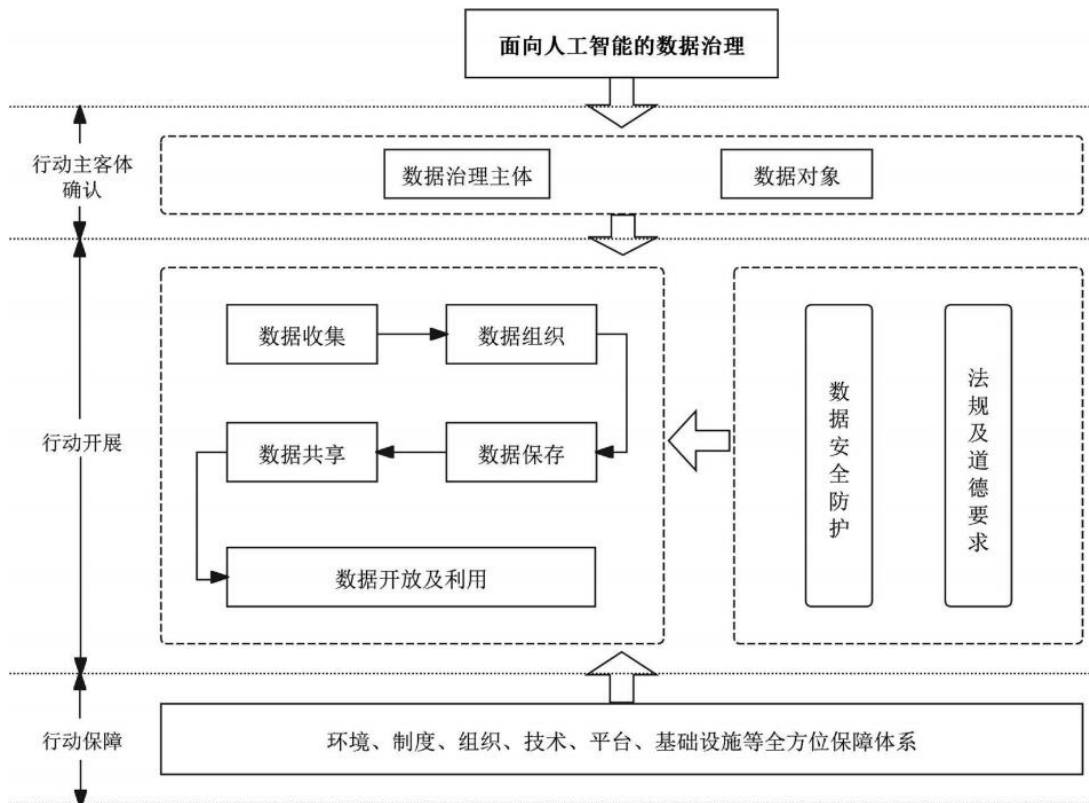 面向人工智能的数据治理
行动主客体
确认
数据治理主体
数据对象
行动开展
数据收集
数据组织
数据共享
数据保存
数据开放及利用
数据安全防护
法规及道德要求
行动保障
环境、制度、组织、技术、平台、基础设施等全方位保障体系